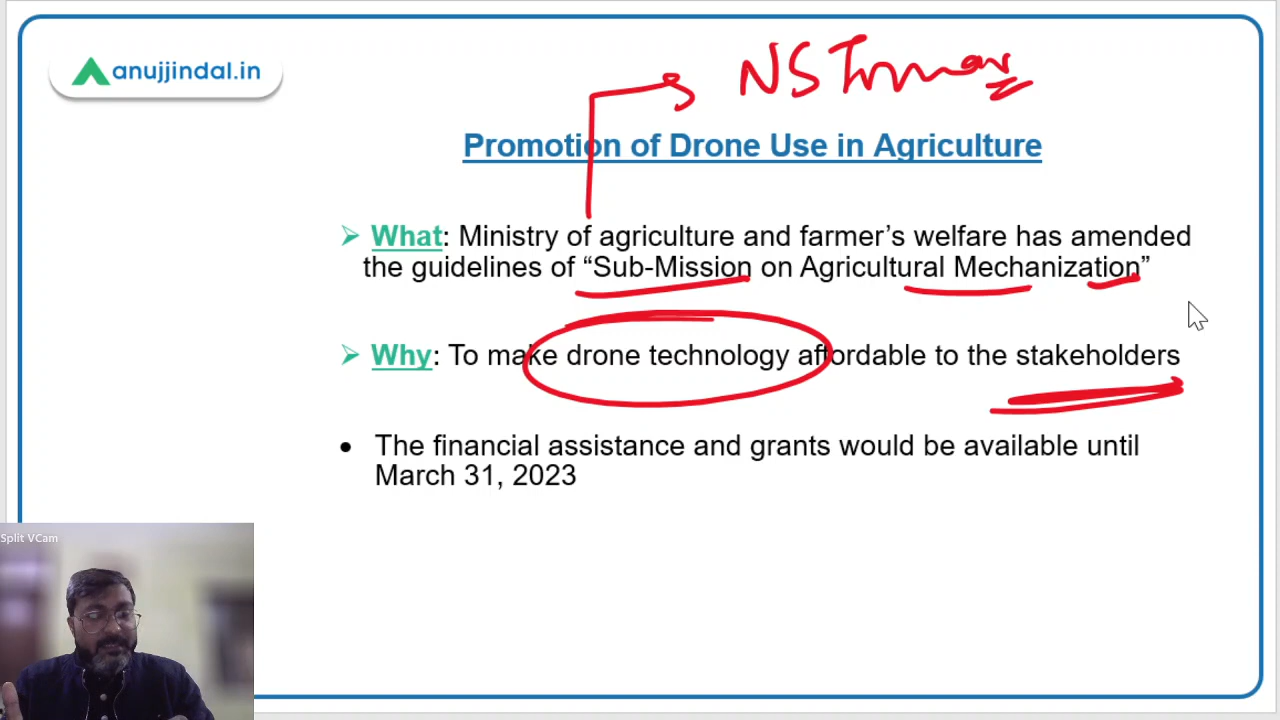 anujjindal.in
NS Tomar
Promotion of Drone Use in Agriculture
➢ What: Ministry of agriculture and farmer’s welfare has amended
the guidelines of “Sub-Mission on Agricultural Mechanization”
➢ Why: To make drone technology affordable to the stakeholders
• The financial assistance and grants would be available until
March 31, 2023
Split VCam